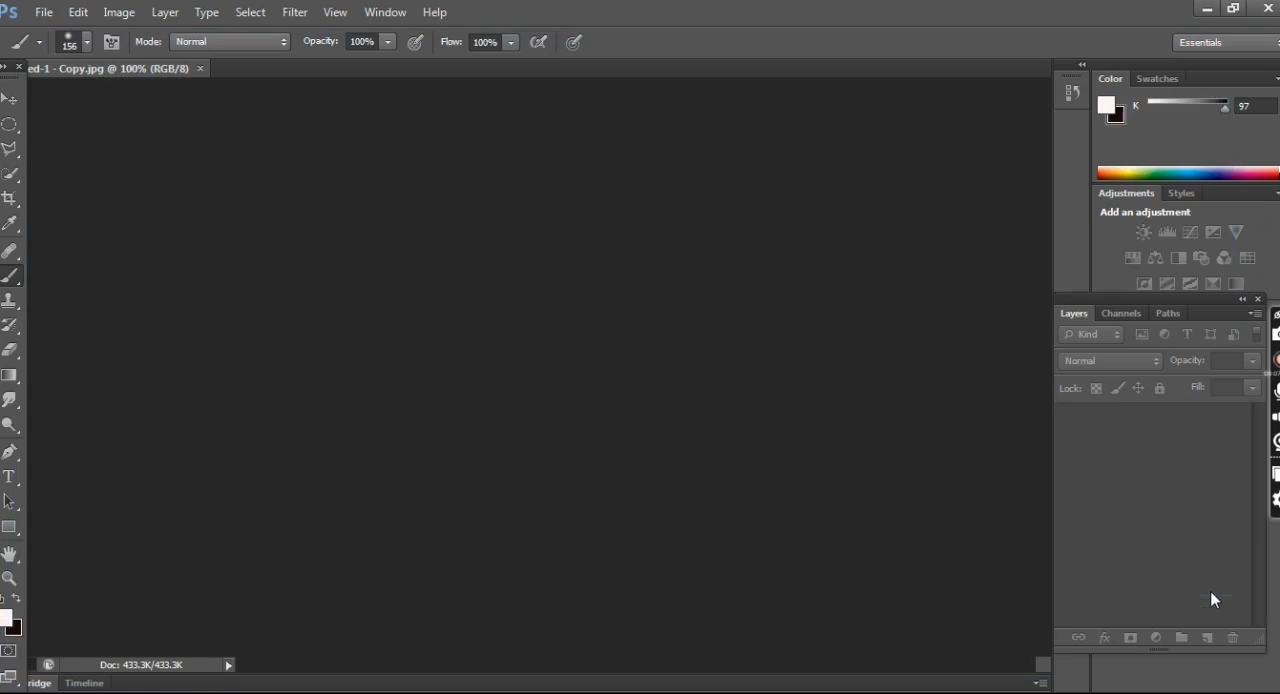 Ps File Edit Image Layer Type Select Filter View Window Help
156 Mode: Normal Opacity: 100% Flow: 100% Essentials
ed-1 - Copy.jpg @ 100% (RGB/8) ×
Color Swatches
K 97
Adjustments Styles
Add an adjustment
Layers Channels Paths
Kind
Normal Opacity:
Lock: Fill:
Doc: 433.3K/433.3K
ridge Timeline